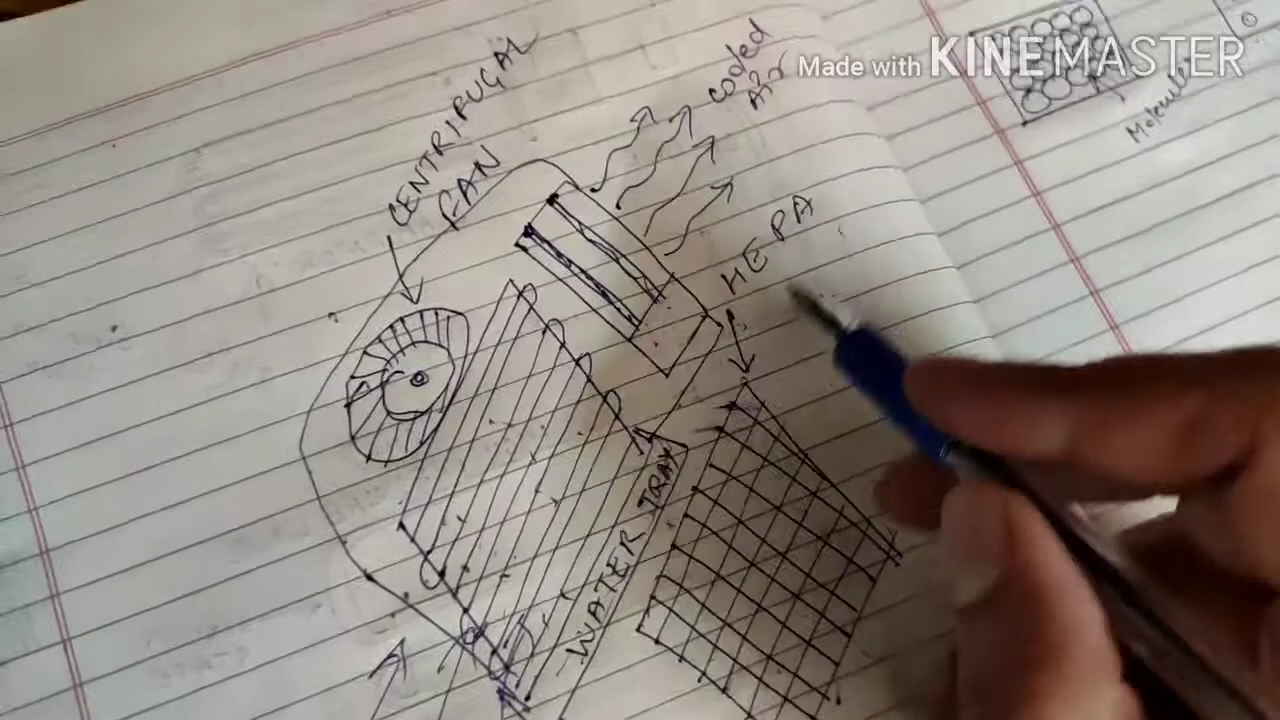 Made with KINEMASTER
CENTRIFUGAL
FAN
Cooled
Air
HEPA
WATER TRAY